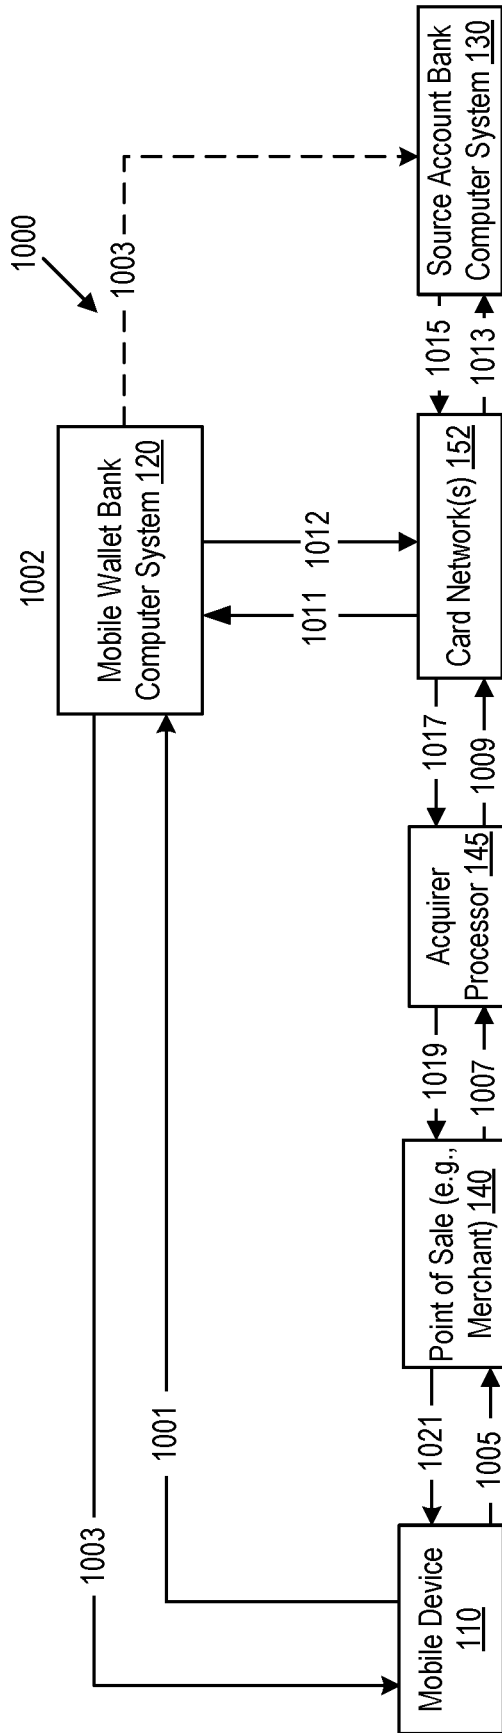 1000
1002
Mobile Wallet Bank
Computer System 120
1003
1003
1001
1011
1012
Mobile Device
110
1021
1005
Point of Sale (e.g.,
Merchant) 140
1019
1007
Acquirer
Processor 145
1017
1009
Card Network(s) 152
1015
1013
Source Account Bank
Computer System 130